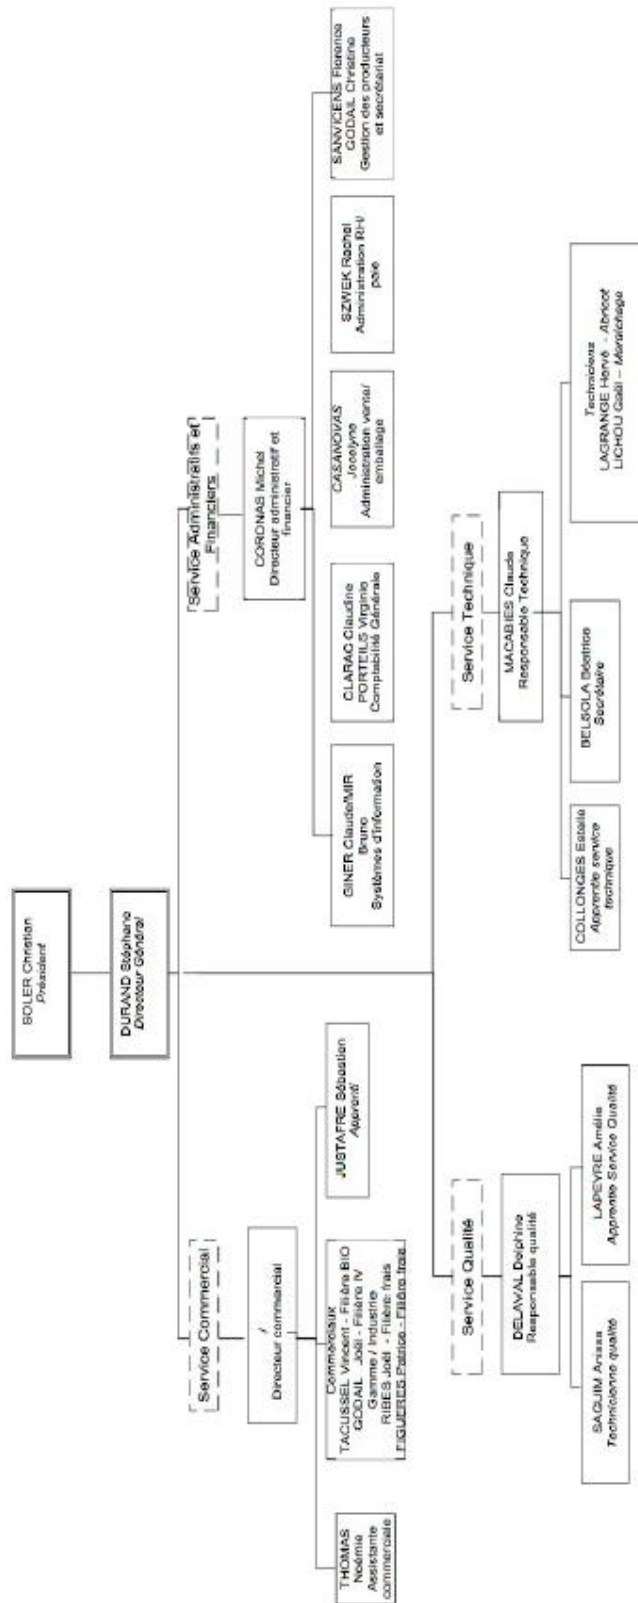 SOLER Christian
Président
DURAND Stéphane
Directeur Général
Service Commercial
/
Directeur commercial
THOMAS
Noémie
Assistante
commerciale
Commerciaux
TACUSSEL Vincent - Filière BIO
GODAIL Joël - Filière IV
Gamme / Industrie
RIBES Joël - Filière frais
FIGUERES Patrice - Filière frais
JUSTAFRE Sébastien
Apprenti
Service Administratifs et
Financiers
CORONAS Michel
Directeur administratif et
financier
GINER Claude/MIR
Bruno
Systèmes d'information
CLARAC Claudine
PORTEILS Virginie
Comptabilité Générale
CASANOVAS
Jocelyne
Administration vente/
emballage
SZWEK Rachel
Administration RH/
paie
SANVICENS Florence
GODAIL Christine
Gestion des producteurs
et secrétariat
Service Qualité
DELAVAL Delphine
Responsable qualité
SAGUIM Anissa
Technicienne qualité
LAPEYRE Amélie
Apprentie Service Qualité
Service Technique
MACABIES Claude
Responsable Technique
COLLONGES Estelle
Apprentie service
technique
BELSOLA Béatrice
Secrétaire
Techniciens
LAGRANGE Hervé - Abricot
LICHOU Gaël – Maraîchage